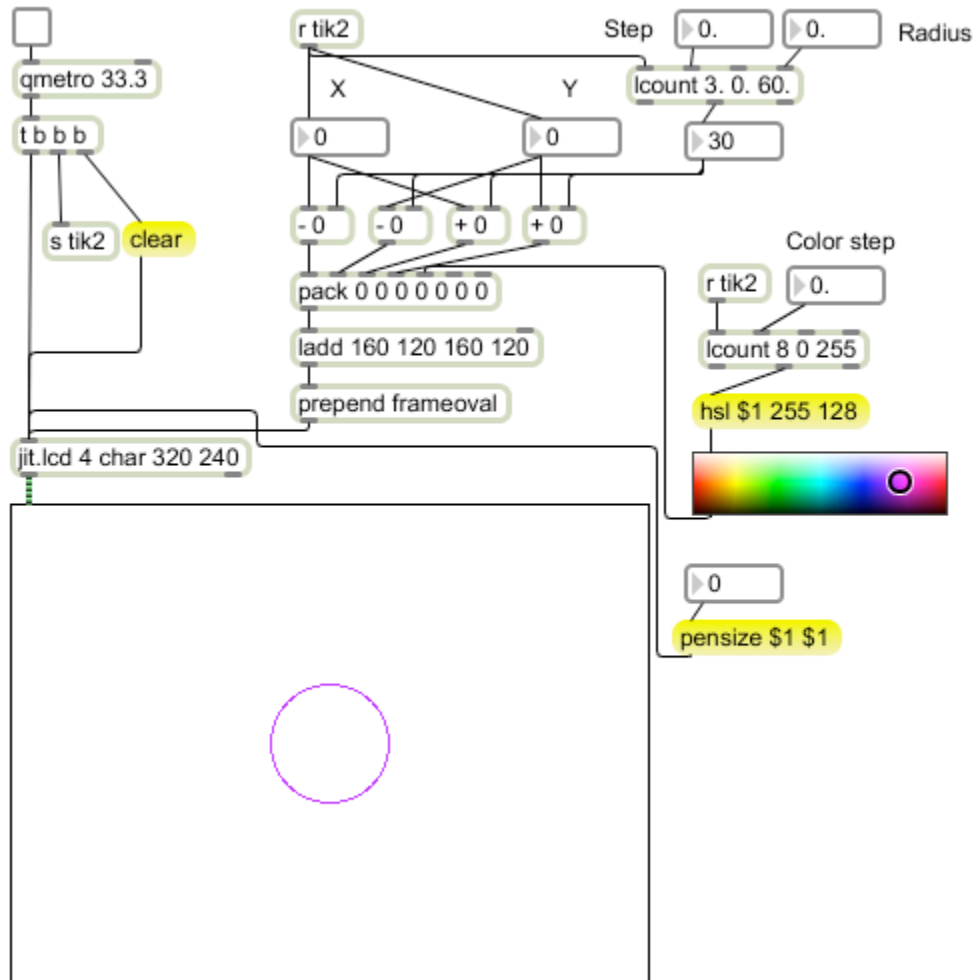 r tik2
Step
0.
0.
Radius
qmetro 33.3
X
Y
lcount 3. 0. 60.
t b b b
0
0
30
s tik2
clear
- 0
- 0
+ 0
+ 0
Color step
pack 0 0 0 0 0 0 0
r tik2
0.
ladd 160 120 160 120
lcount 8 0 255
prepend frameoval
hsl $1 255 128
jit.lcd 4 char 320 240
0
pensize $1 $1